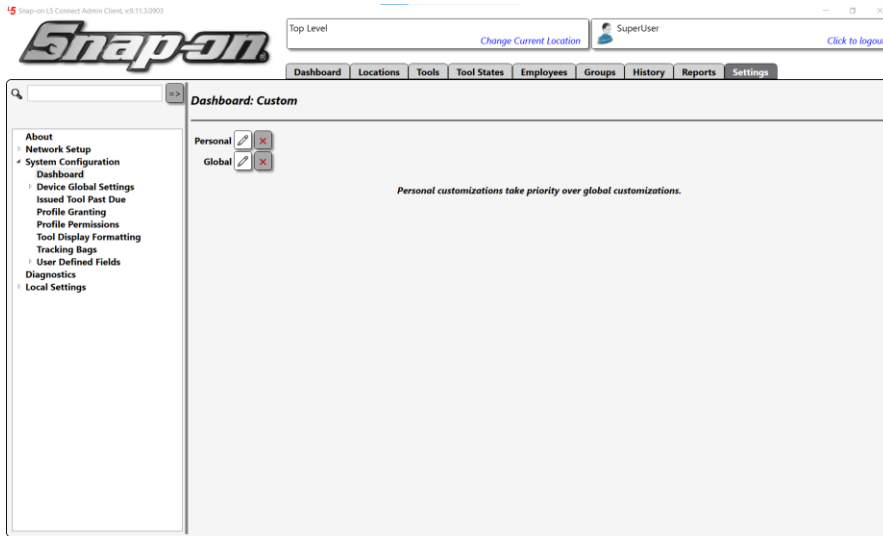 L5 Snap-on L5 Connect Admin Client, v:9.11.3.0903
Snap-on
Top Level
Change Current Location
SuperUser
Click to logout
Dashboard Locations Tools Tool States Employees Groups History Reports Settings
=>
Dashboard: Custom
About
Network Setup
System Configuration
Dashboard
Device Global Settings
Issued Tool Past Due
Profile Granting
Profile Permissions
Tool Display Formatting
Tracking Bags
User Defined Fields
Diagnostics
Local Settings
Personal
Global
Personal customizations take priority over global customizations.